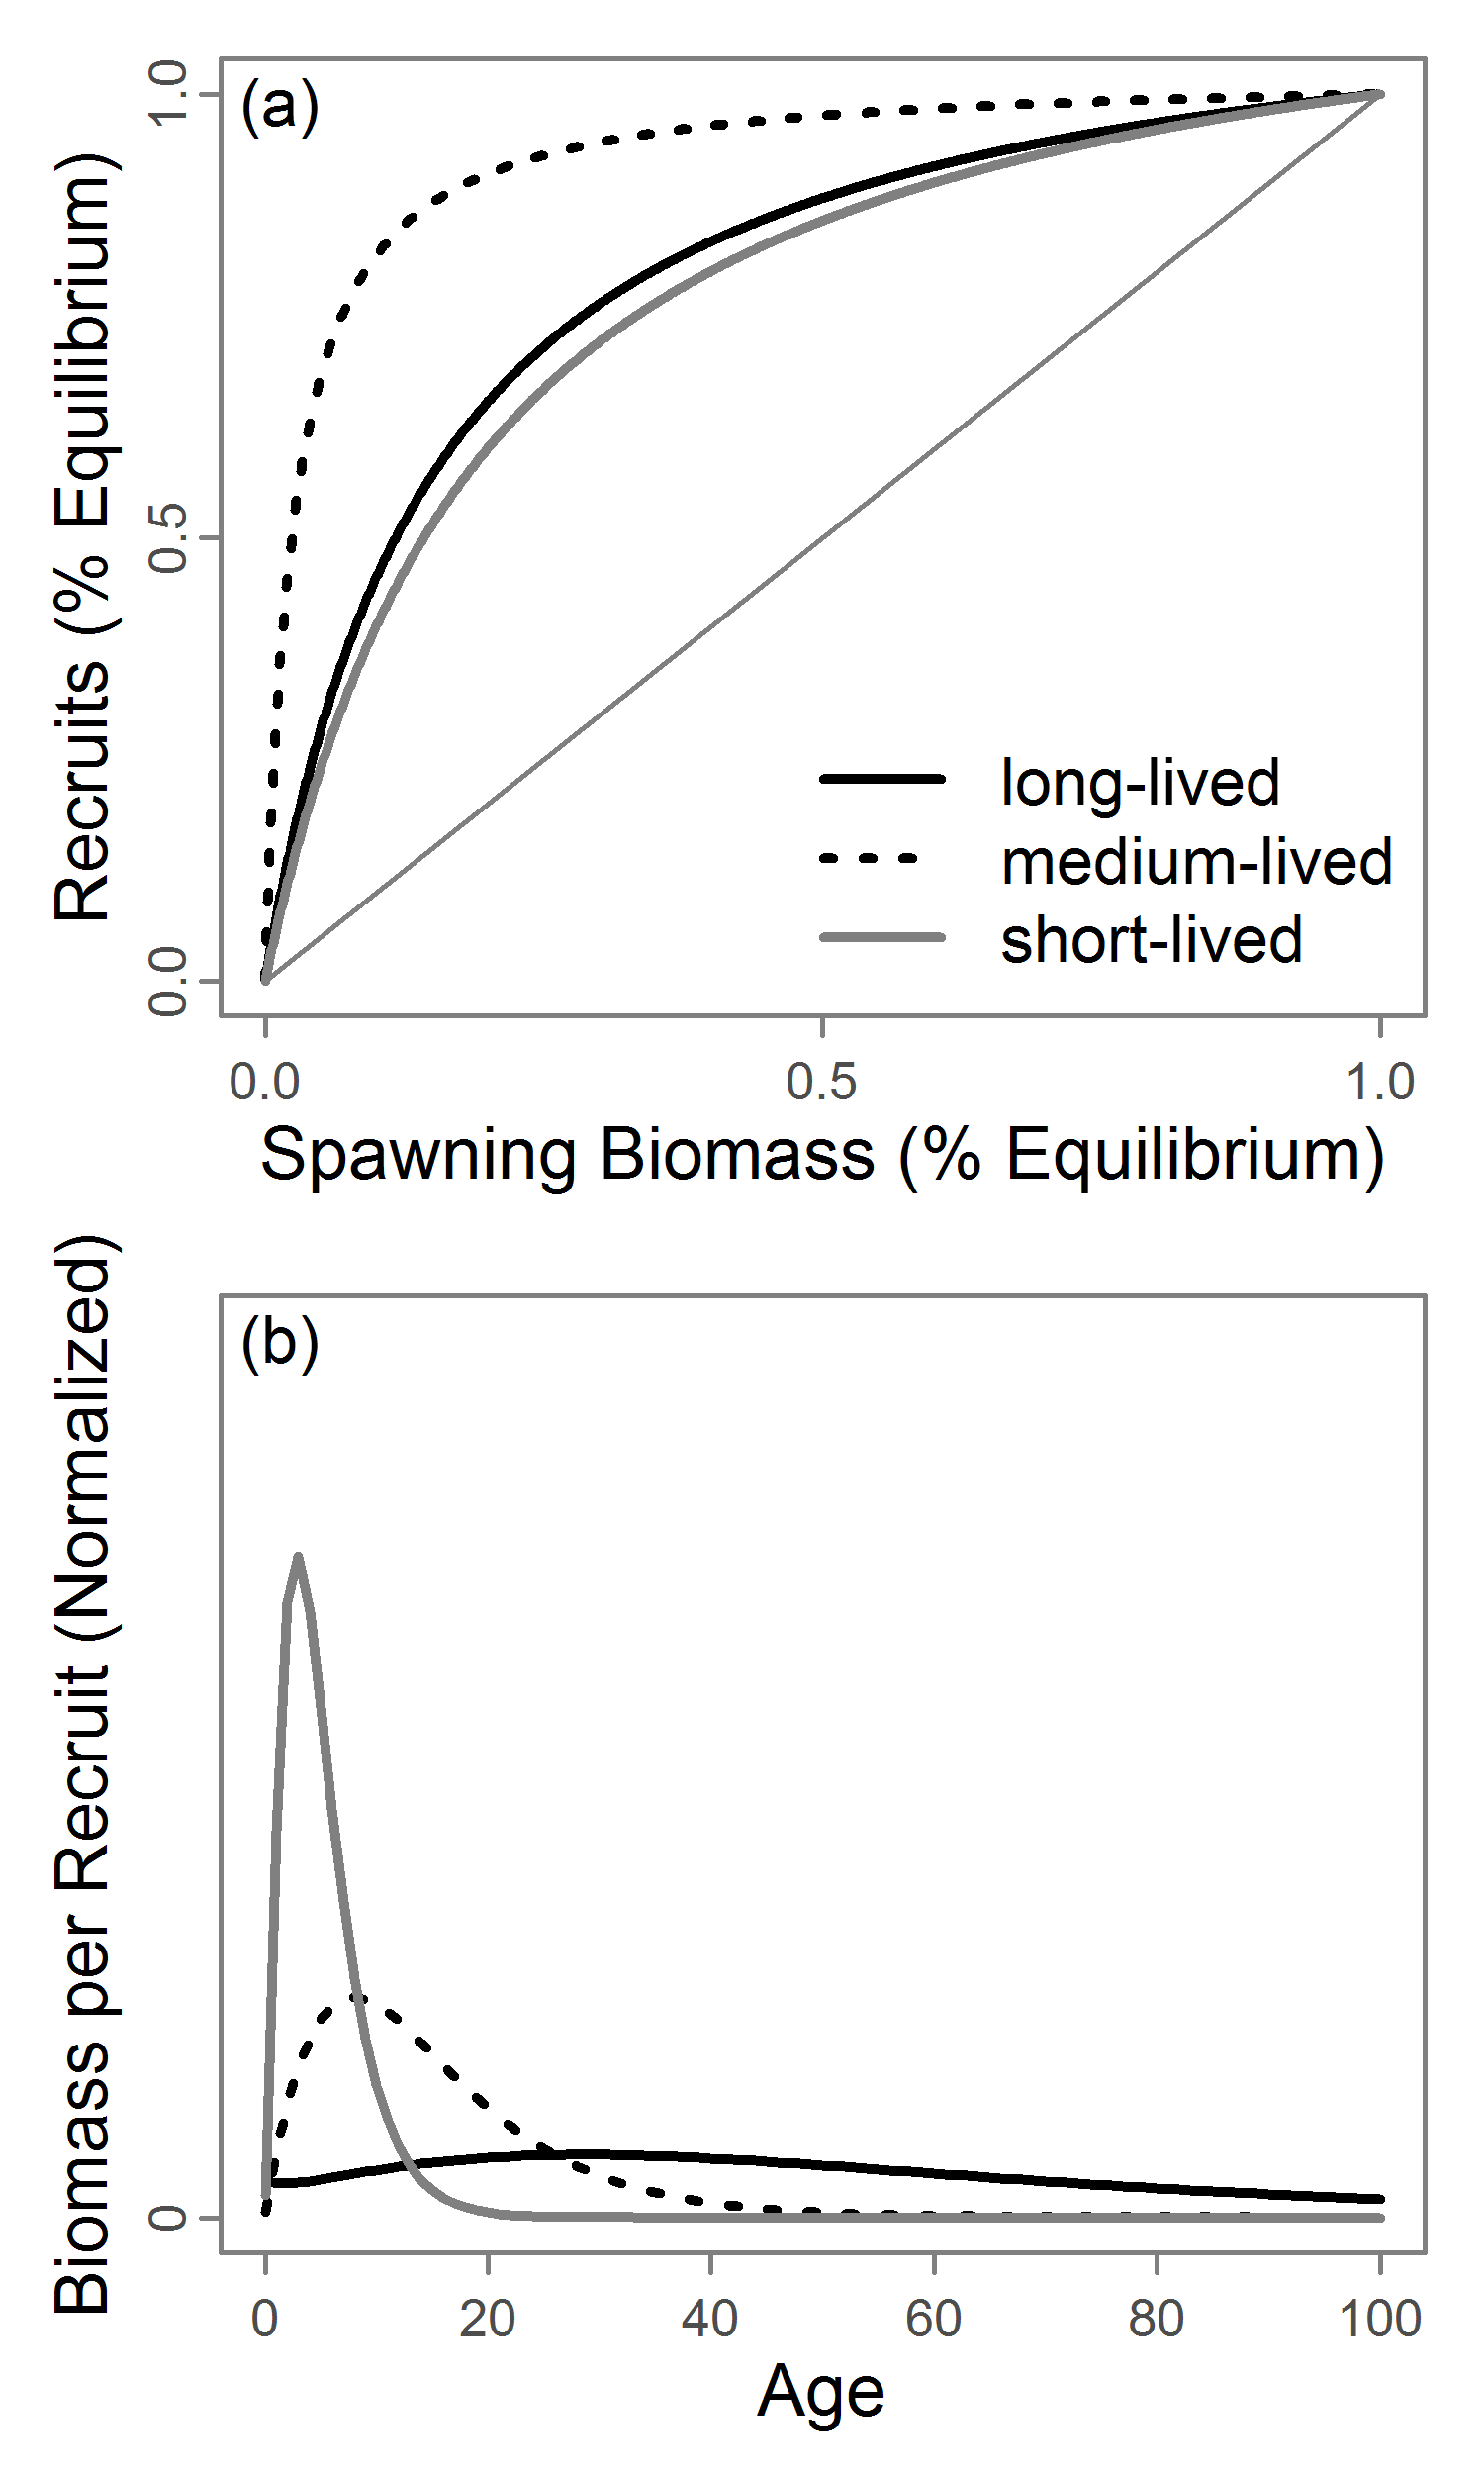 (a)
Recruits (% Equilibrium)
1.0
0.5
0.0
long-lived
medium-lived
short-lived
0.0 0.5 1.0
Spawning Biomass (% Equilibrium)
(b)
Biomass per Recruit (Normalized)
0
0 20 40 60 80 100
Age